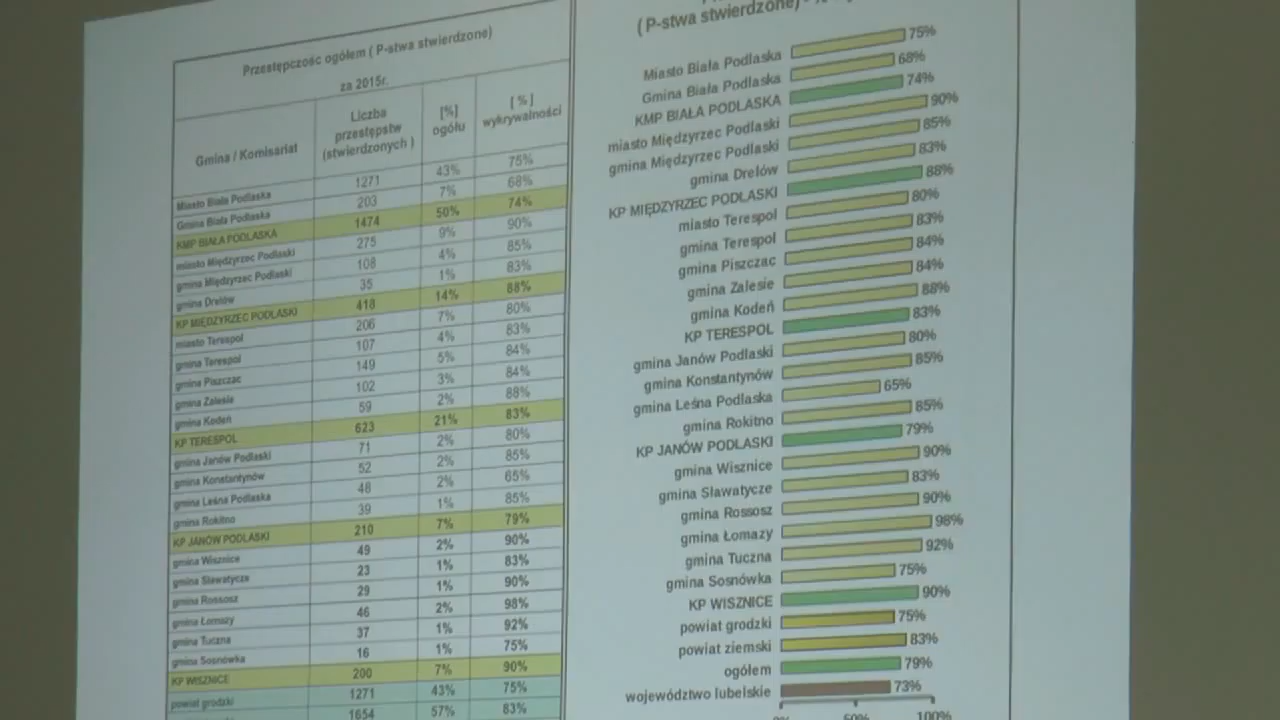 Przestępczośc ogółem ( P-stwa stwierdzone)
za 2015r.
Gmina / Komisariat
Liczba
przestępstw
(stwierdzonych )
[%]
ogółu
[ % ]
wykrywalności
Miasto Biała Podlaska 1271 43% 75%
Gmina Biała Podlaska 203 7% 68%
KMP BIAŁA PODLASKA 1474 50% 74%
miasto Międzyrzec Podlaski 275 9% 90%
gmina Międzyrzec Podlaski 108 4% 85%
gmina Drelów 35 1% 83%
KP MIĘDZYRZEC PODLASKI 418 14% 88%
miasto Terespol 206 7% 80%
gmina Terespol 107 4% 83%
gmina Piszczac 149 5% 84%
gmina Zalesie 102 3% 84%
gmina Kodeń 59 2% 88%
KP TERESPOL 623 21% 83%
gmina Janów Podlaski 71 2% 80%
gmina Konstantynów 52 2% 85%
gmina Leśna Podlaska 48 2% 65%
gmina Rokitno 39 1% 85%
KP JANÓW PODLASKI 210 7% 79%
gmina Wisznice 49 2% 90%
gmina Sławatycze 23 1% 83%
gmina Rossosz 29 1% 90%
gmina Łomazy 46 2% 98%
gmina Tuczna 37 1% 92%
gmina Sosnówka 16 1% 75%
KP WISZNICE 200 7% 90%
powiat grodzki 1271 43% 75%
1654 57% 83%
( P-stwa stwierdzone)
Miasto Biała Podlaska 75%
Gmina Biała Podlaska 68%
KMP BIAŁA PODLASKA 74%
miasto Międzyrzec Podlaski 90%
gmina Międzyrzec Podlaski 85%
gmina Drelów 83%
KP MIĘDZYRZEC PODLASKI 88%
miasto Terespol 80%
gmina Terespol 83%
gmina Piszczac 84%
gmina Zalesie 84%
gmina Kodeń 88%
KP TERESPOL 83%
gmina Janów Podlaski 80%
gmina Konstantynów 85%
gmina Leśna Podlaska 65%
gmina Rokitno 85%
KP JANÓW PODLASKI 79%
gmina Wisznice 90%
gmina Sławatycze 83%
gmina Rossosz 90%
gmina Łomazy 98%
gmina Tuczna 92%
gmina Sosnówka 75%
KP WISZNICE 90%
powiat grodzki 75%
powiat ziemski 83%
ogółem 79%
województwo lubelskie 73%
60% 100%